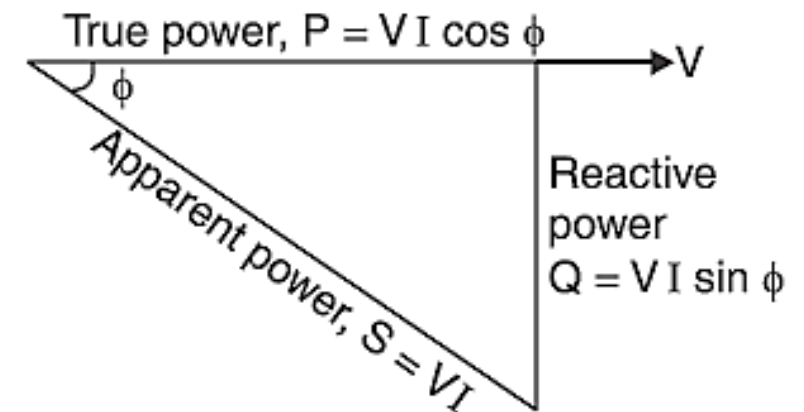 True power, P = V I cos ϕ
V
ϕ
Apparent power, S = VI
Reactive
power
Q = V I sin ϕ